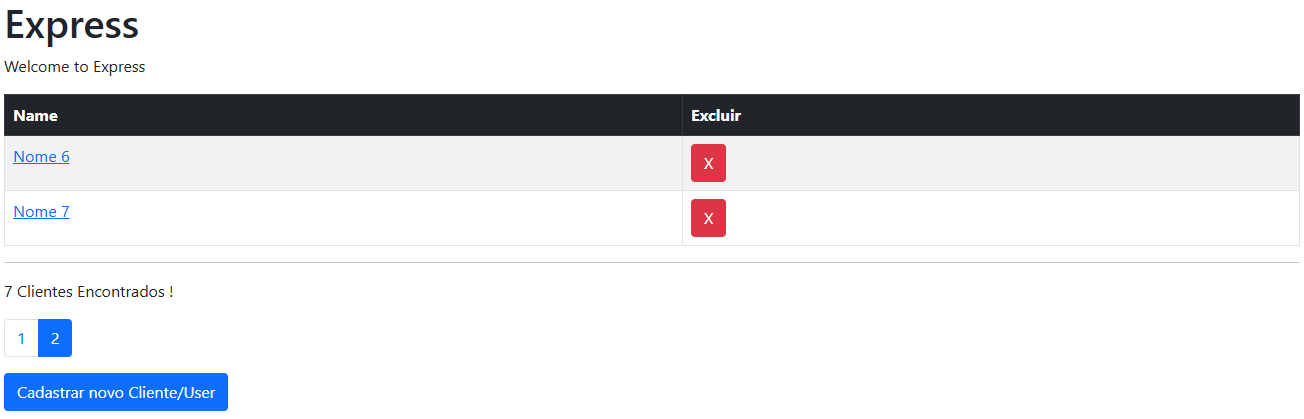 Express
Welcome to Express
Name Excluir
Nome 6 X
Nome 7 X
7 Clientes Encontrados !
1 2
Cadastrar novo Cliente/User